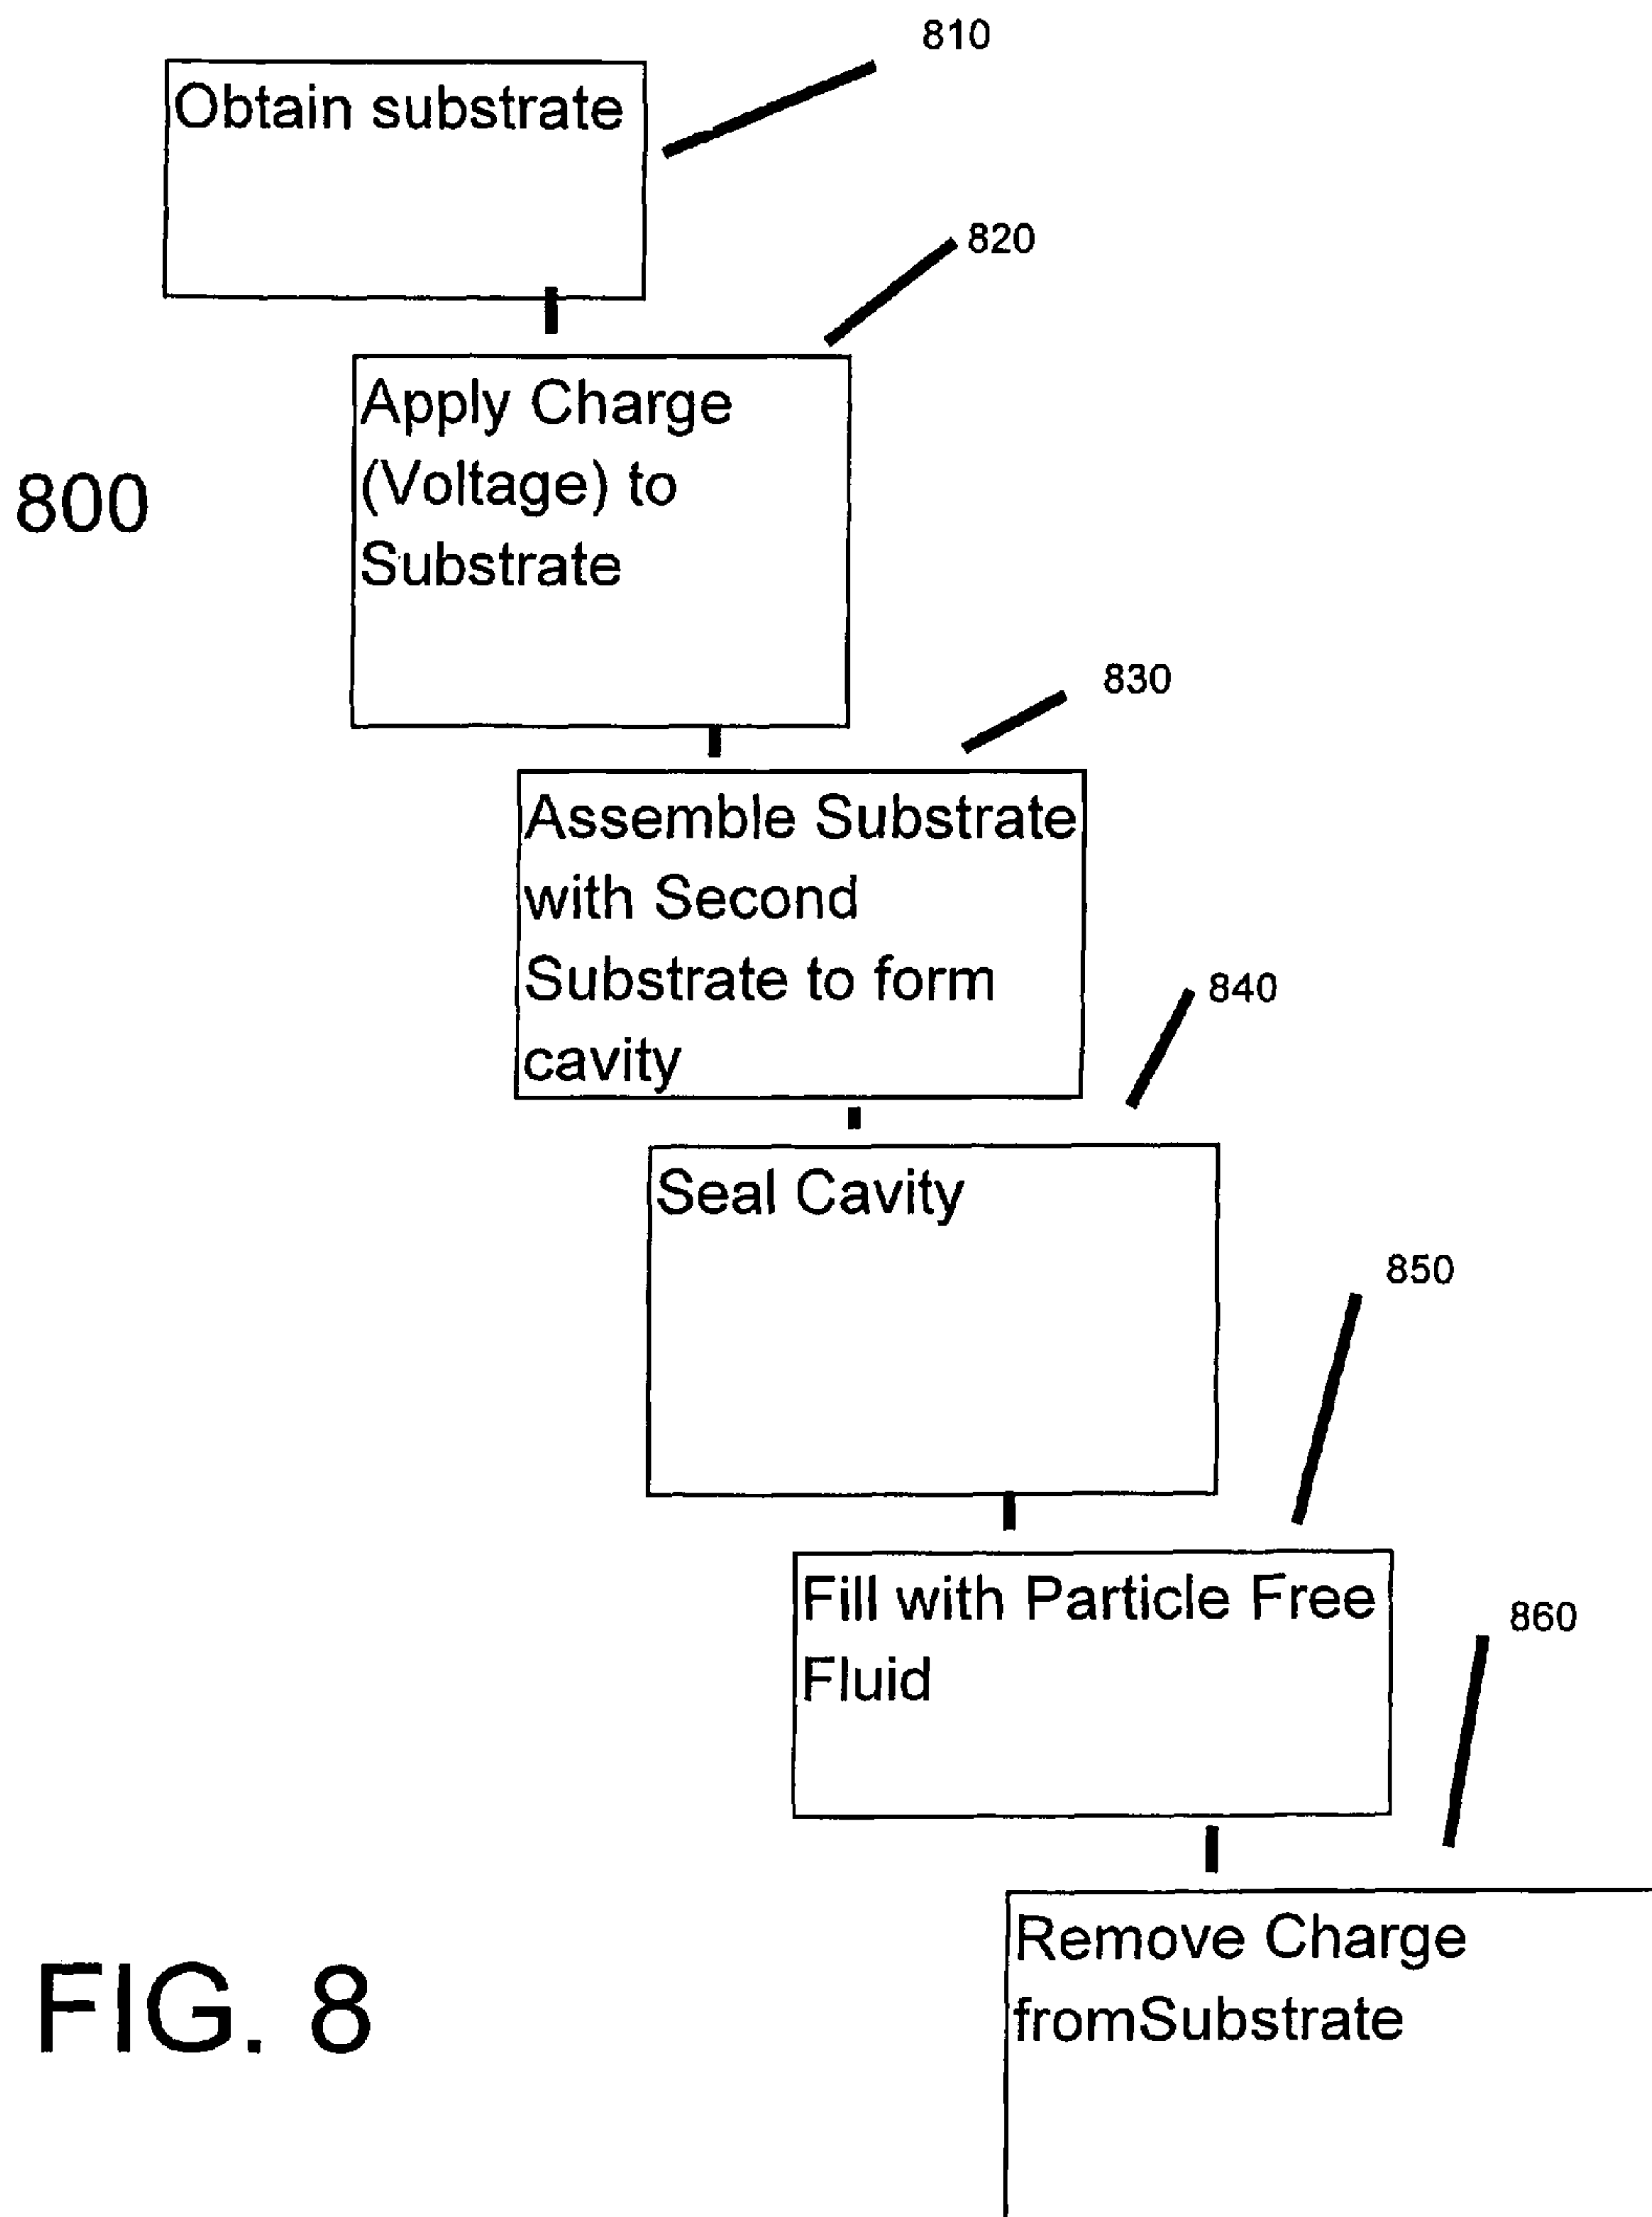 810
Obtain substrate
820
Apply Charge
(Voltage) to
Substrate
800
830
Assemble Substrate
with Second
Substrate to form
cavity
840
Seal Cavity
850
Fill with Particle Free
Fluid
860
Remove Charge
fromSubstrate
FIG. 8